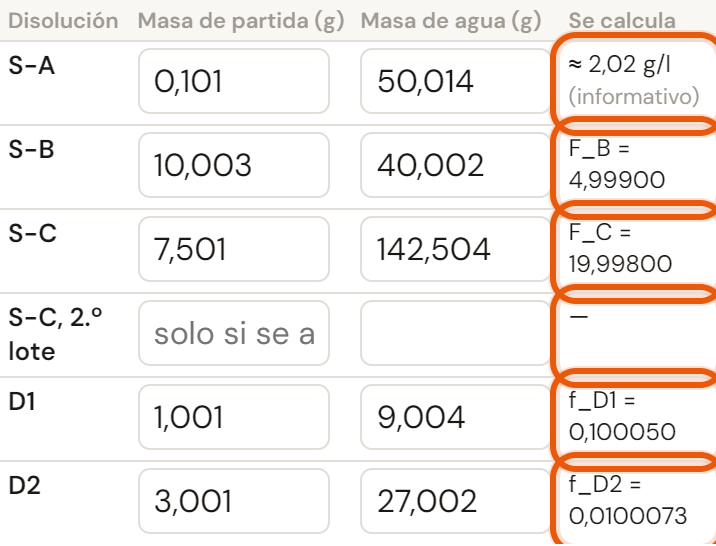 Disolución Masa de partida (g) Masa de agua (g) Se calcula
S-A 0,101 50,014 ≈ 2,02 g/l
(informativo)
S-B 10,003 40,002 F_B =
4,99900
S-C 7,501 142,504 F_C =
19,99800
S-C, 2.º solo si se a —
lote
D1 1,001 9,004 f_D1 =
0,100050
D2 3,001 27,002 f_D2 =
0,0100073